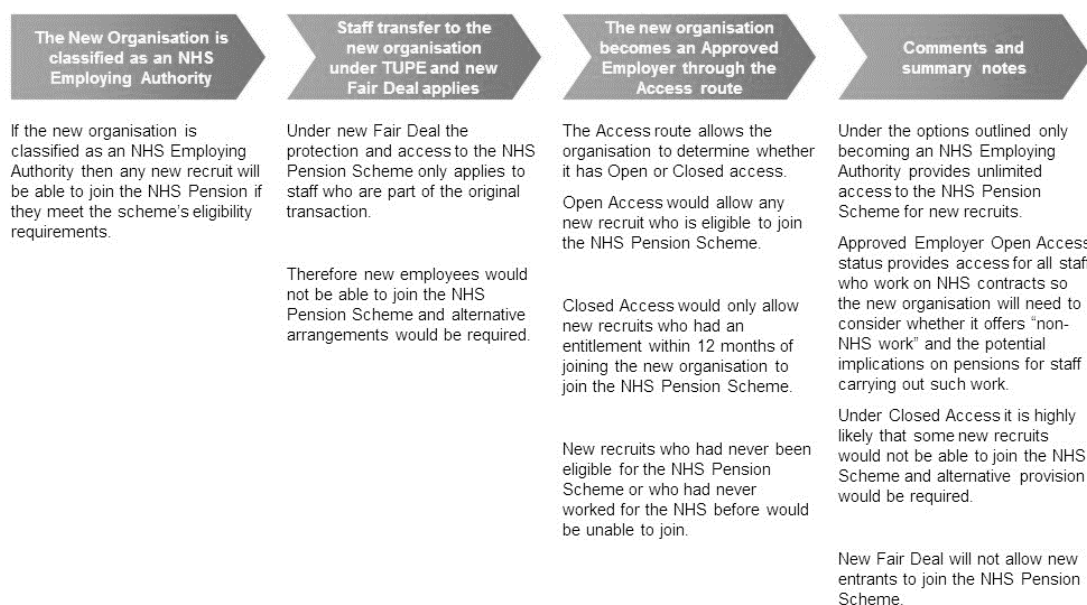 The New Organisation is
classified as an NHS
Employing Authority
Staff transfer to the
new organisation
under TUPE and new
Fair Deal applies
The new organisation
becomes an Approved
Employer through the
Access route
Comments and
summary notes
If the new organisation is
classified as an NHS Employing
Authority then any new recruit will
be able to join the NHS Pension if
they meet the scheme's eligibility
requirements.
Under new Fair Deal the
protection and access to the NHS
Pension Scheme only applies to
staff who are part of the original
transaction.
Therefore new employees would
not be able to join the NHS
Pension Scheme and alternative
arrangements would be required.
The Access route allows the
organisation to determine whether
it has Open or Closed access.
Open Access would allow any
new recruit who is eligible to join
the NHS Pension Scheme.
Closed Access would only allow
new recruits who had an
entitlement within 12 months of
joining the new organisation to
join the NHS Pension Scheme.
New recruits who had never been
eligible for the NHS Pension
Scheme or who had never
worked for the NHS before would
be unable to join.
Under the options outlined only
becoming an NHS Employing
Authority provides unlimited
access to the NHS Pension
Scheme for new recruits.
Approved Employer Open Access
status provides access for all staff
who work on NHS contracts so
the new organisation will need to
consider whether it offers "non-
NHS work" and the potential
implications on pensions for staff
carrying out such work.
Under Closed Access it is highly
likely that some new recruits
would not be able to join the NHS
Scheme and alternative provision
would be required.
New Fair Deal will not allow new
entrants to join the NHS Pension
Scheme.